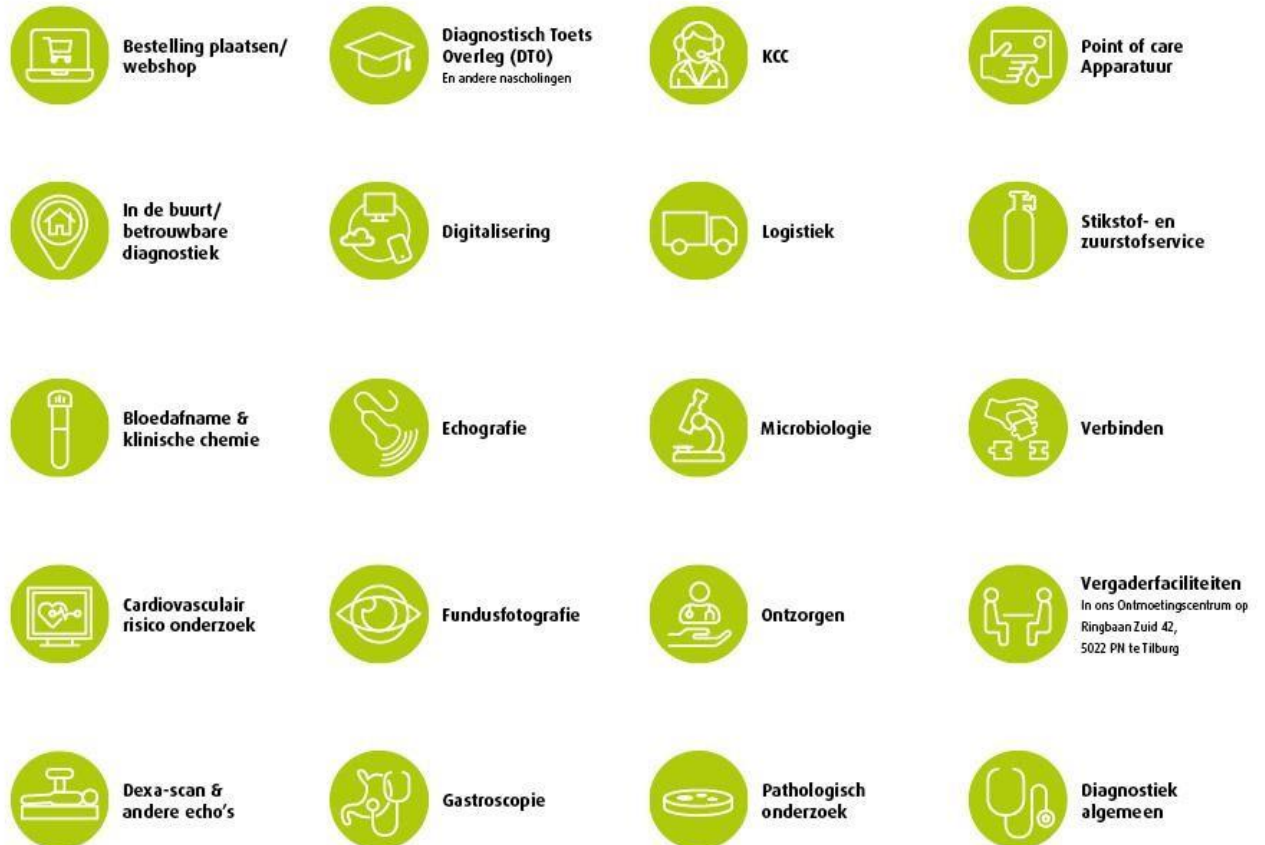 Bestelling plaatsen/
webshop
Diagnostisch Toets
Overleg (DTO)
En andere nascholingen
KCC
Point of care
Apparatuur
In de buurt/
betrouwbare
diagnostiek
Digitalisering
Logistiek
Stikstof- en
zuurstofservice
Bloedafname &
klinische chemie
Echografie
Microbiologie
Verbinden
Cardiovasculair
risico onderzoek
Fundusfotografie
Ontzorgen
Vergaderfaciliteiten
In ons Ontmoetingscentrum op
Ringbaan Zuid 42,
5022 PN te Tilburg
Dexa-scan &
andere echo's
Gastroscopie
Pathologisch
onderzoek
Diagnostiek
algemeen